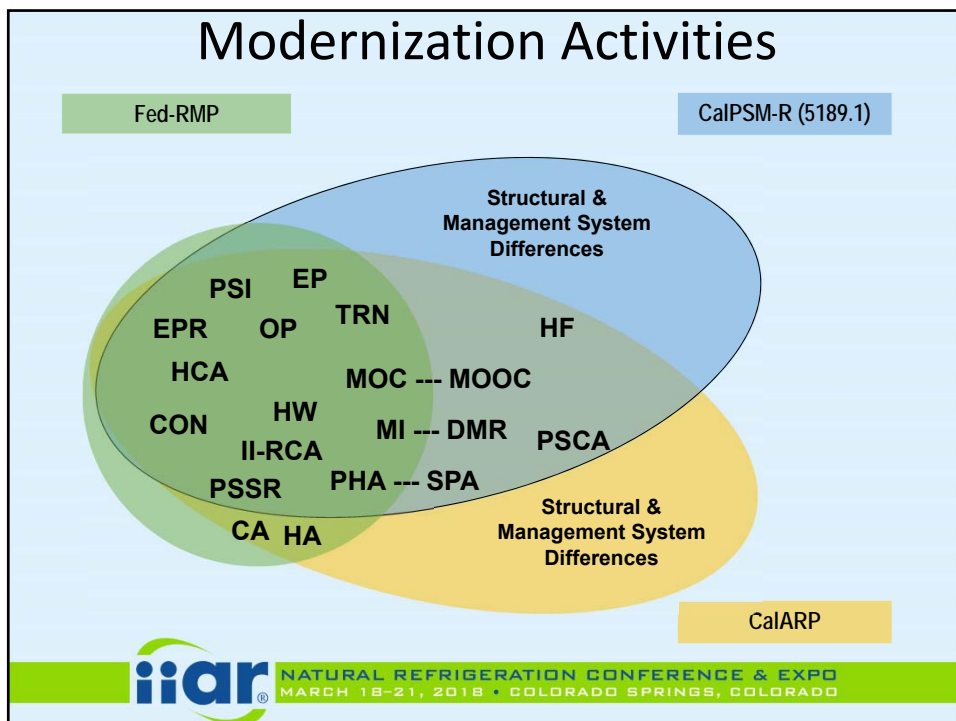 Modernization Activities
Fed-RMP
CalPSM-R (5189.1)
Structural &
Management System
Differences
EP
PSI
TRN
EPR
OP
HF
HCA
MOC --- MOOC
HW
CON
MI --- DMR
PSCA
II-RCA
PHA --- SPA
PSSR
Structural &
Management System
Differences
CA
HA
CalARP
iiar®
NATURAL REFRIGERATION CONFERENCE & EXPO
MARCH 18–21, 2018 • COLORADO SPRINGS, COLORADO